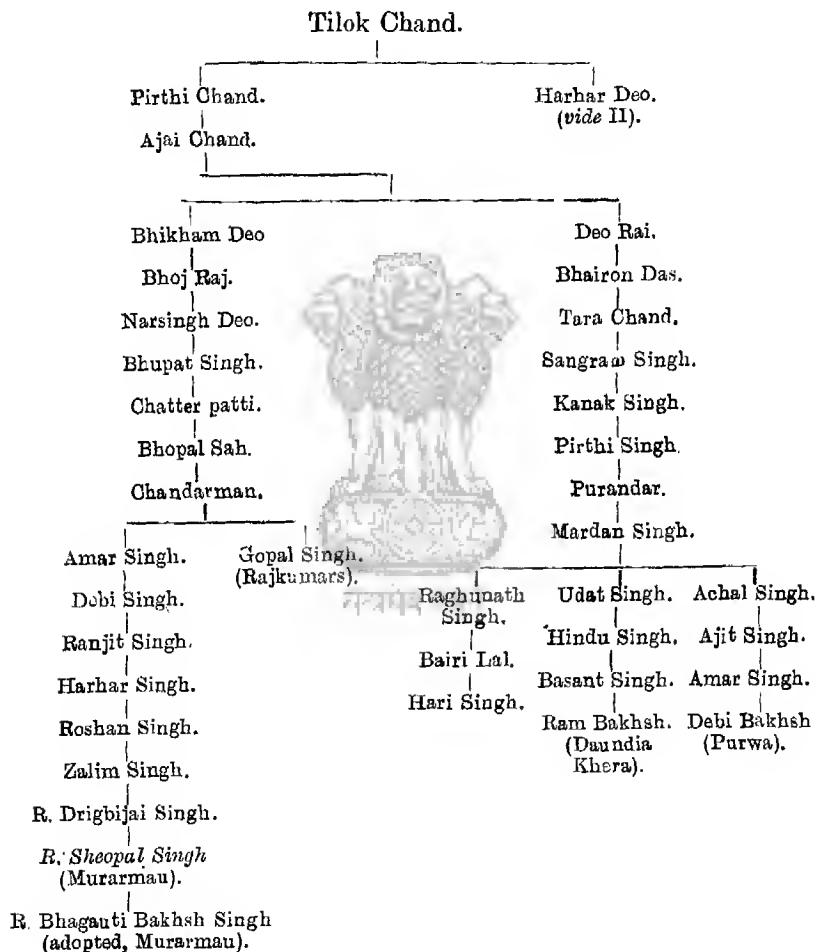 Tilok Chand.
Pirthi Chand. Harhar Deo.
(vide II).
Ajai Chand.
Bhikham Deo Deo Rai.
Bhoj Raj. Bhairon Das.
Narsingh Deo. Tara Chand.
Bhupat Singh. Sangram Singh.
Chatter patti. Kanak Singh.
Bhopal Sah. Pirthi Singh.
Chandarman. Purandar.
Mardan Singh.
Amar Singh. Gopal Singh.
(Rajkumars).
Debi Singh. Raghunath Singh. Udat Singh. Achal Singh.
Ranjit Singh. Hindu Singh. Ajit Singh.
Harhar Singh. Bairi Lal. Basant Singh. Amar Singh.
Roshan Singh. Hari Singh. Ram Bakhsh. Debi Bakhsh
(Daundia Khera). (Purwa).
Zalim Singh.
R. Drigbijai Singh.
R. Sheopal Singh
(Murarmau).
R. Bhagauti Bakhsh Singh
(adopted, Murarmau).